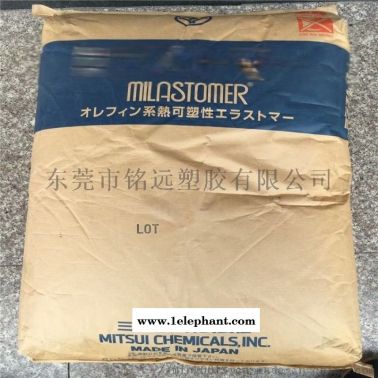 MILASTOMER
オレフィン系熱可塑性エラストマー
东莞市铭远塑胶有限公司
LOT
www.1elephant.com
MITSUI CHEMICALS, INC.
MADE IN JAPAN